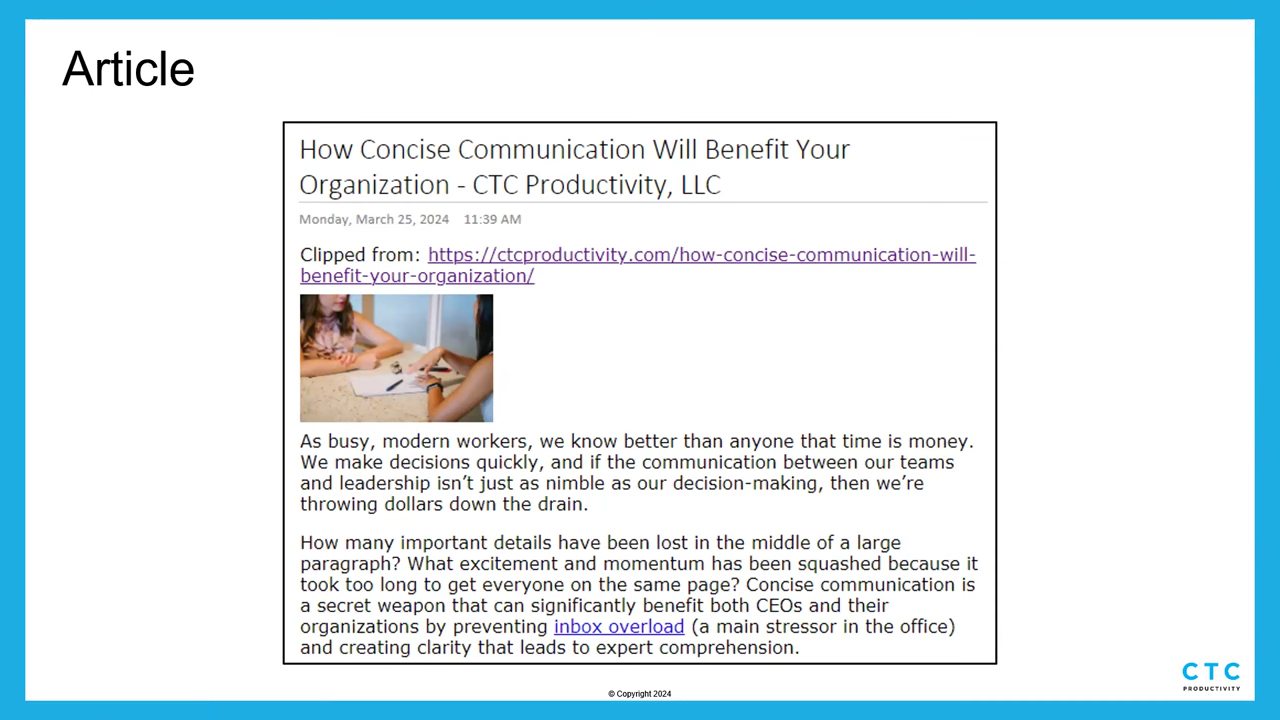 Article
How Concise Communication Will Benefit Your
Organization - CTC Productivity, LLC
Monday, March 25, 2024 11:39 AM
Clipped from: https://ctcproductivity.com/how-concise-communication-will-
benefit-your-organization/
As busy, modern workers, we know better than anyone that time is money.
We make decisions quickly, and if the communication between our teams
and leadership isn’t just as nimble as our decision-making, then we’re
throwing dollars down the drain.
How many important details have been lost in the middle of a large
paragraph? What excitement and momentum has been squashed because it
took too long to get everyone on the same page? Concise communication is
a secret weapon that can significantly benefit both CEOs and their
organizations by preventing inbox overload (a main stressor in the office)
and creating clarity that leads to expert comprehension.
CTC
PRODUCTIVITY
© Copyright 2024